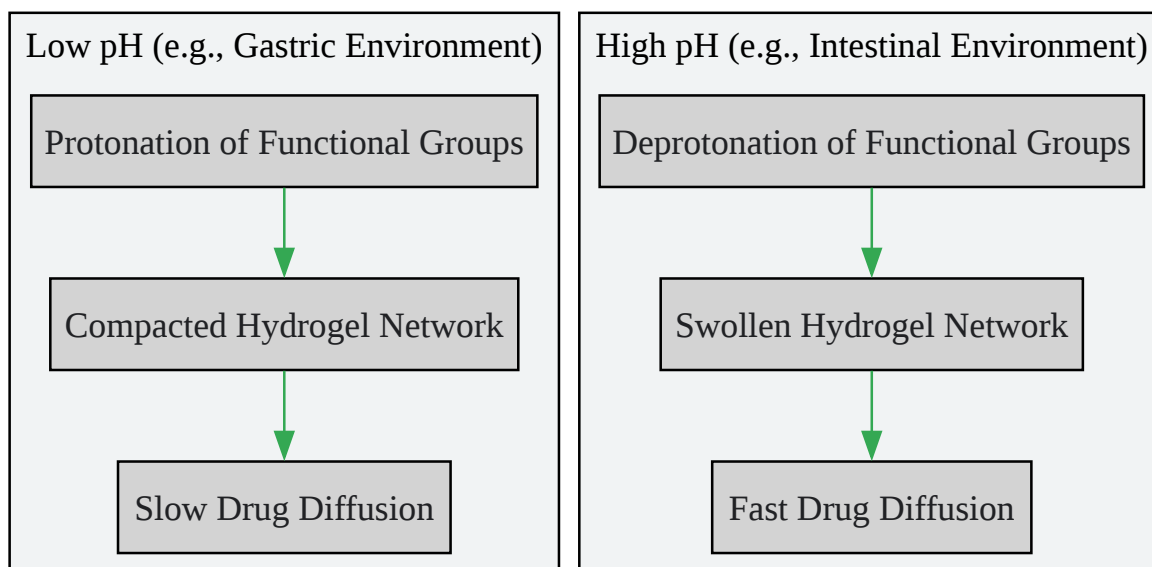 Low pH (e.g., Gastric Environment)
Protonation of Functional Groups
Compacted Hydrogel Network
Slow Drug Diffusion
High pH (e.g., Intestinal Environment)
Deprotonation of Functional Groups
Swollen Hydrogel Network
Fast Drug Diffusion